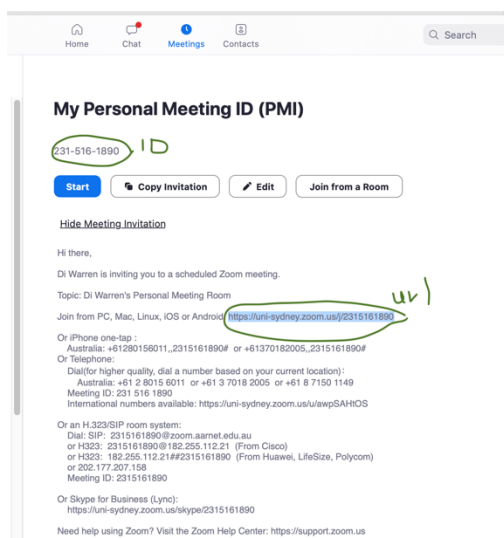 Home Chat Meetings Contacts Search
My Personal Meeting ID (PMI)
231-516-1890 ID
Start Copy Invitation Edit Join from a Room
Hide Meeting Invitation
Hi there,
Di Warren is inviting you to a scheduled Zoom meeting.
Topic: Di Warren's Personal Meeting Room
url
Join from PC, Mac, Linux, iOS or Android: https://uni-sydney.zoom.us/j/2315161890
Or iPhone one-tap :
Australia: +61280156011,,2315161890# or +61370182005,,2315161890#
Or Telephone:
Dial(for higher quality, dial a number based on your current location):
Australia: +61 2 8015 6011 or +61 3 7018 2005 or +61 8 7150 1149
Meeting ID: 231 516 1890
International numbers available: https://uni-sydney.zoom.us/u/awpSAHtOS
Or an H.323/SIP room system:
Dial: SIP: 2315161890@zoom.aarnet.edu.au
or H323: 2315161890@182.255.112.21 (From Cisco)
or H323: 182.255.112.21##2315161890 (From Huawei, LifeSize, Polycom)
or 202.177.207.158
Meeting ID: 2315161890
Or Skype for Business (Lync):
https://uni-sydney.zoom.us/skype/2315161890
Need help using Zoom? Visit the Zoom Help Center: https://support.zoom.us